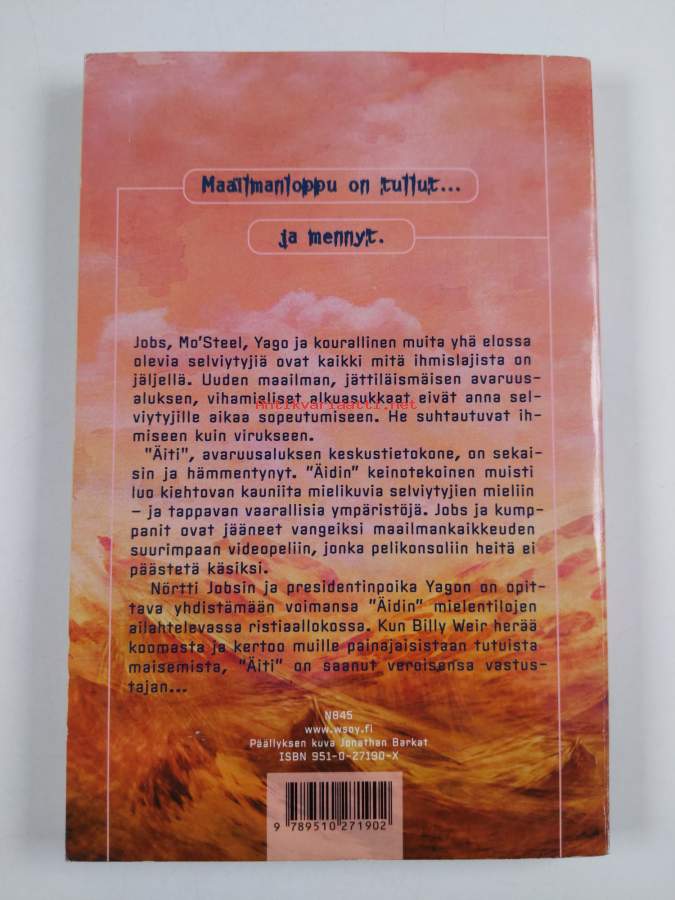 Maailmanloppu on tullut...
ja mennyt.
Jobs, Mo'Steel, Yago ja kourallinen muita yhä elossa
olevia selviytyjiä ovat kaikki mitä ihmislajista on
jäljellä. Uuden maailman, jättiläismäisen avaruus-
aluksen, vihamieliset alkuasukkaat eivät anna sel-
Antikvariaatti.net
viytyjille aikaa sopeutumiseen. He suhtautuvat ih-
miseen kuin virukseen.
"Äiti", avaruusaluksen keskustietokone, on sekai-
sin ja hämmentynyt. "Äidin" keinotekoinen muisti
luo kiehtovan kauniita mielikuvia selviytyjien mieliin
– ja tappavan vaarallisia ympäristöjä. Jobs ja kump-
panit ovat jääneet vangeiksi maailmankaikkeuden
suurimpaan videopeliin, jonka pelikonsoliin heitä ei
päästetä käsiksi.
Nörtti Jobsin ja presidentinpoika Yagon on opit-
tava yhdistämään voimansa "Äidin" mielentilojen
ailahtelevassa ristiaallokossa. Kun Billy Weir herää
koomasta ja kertoo muille painajaisistaan tutuista
maisemista, "Äiti" on saanut veroisensa vastus-
tajan...
N845
www.wsoy.fi
Päällyksen kuva Jonathan Barkat
ISBN 951-0-27190-X
9 789510 271902